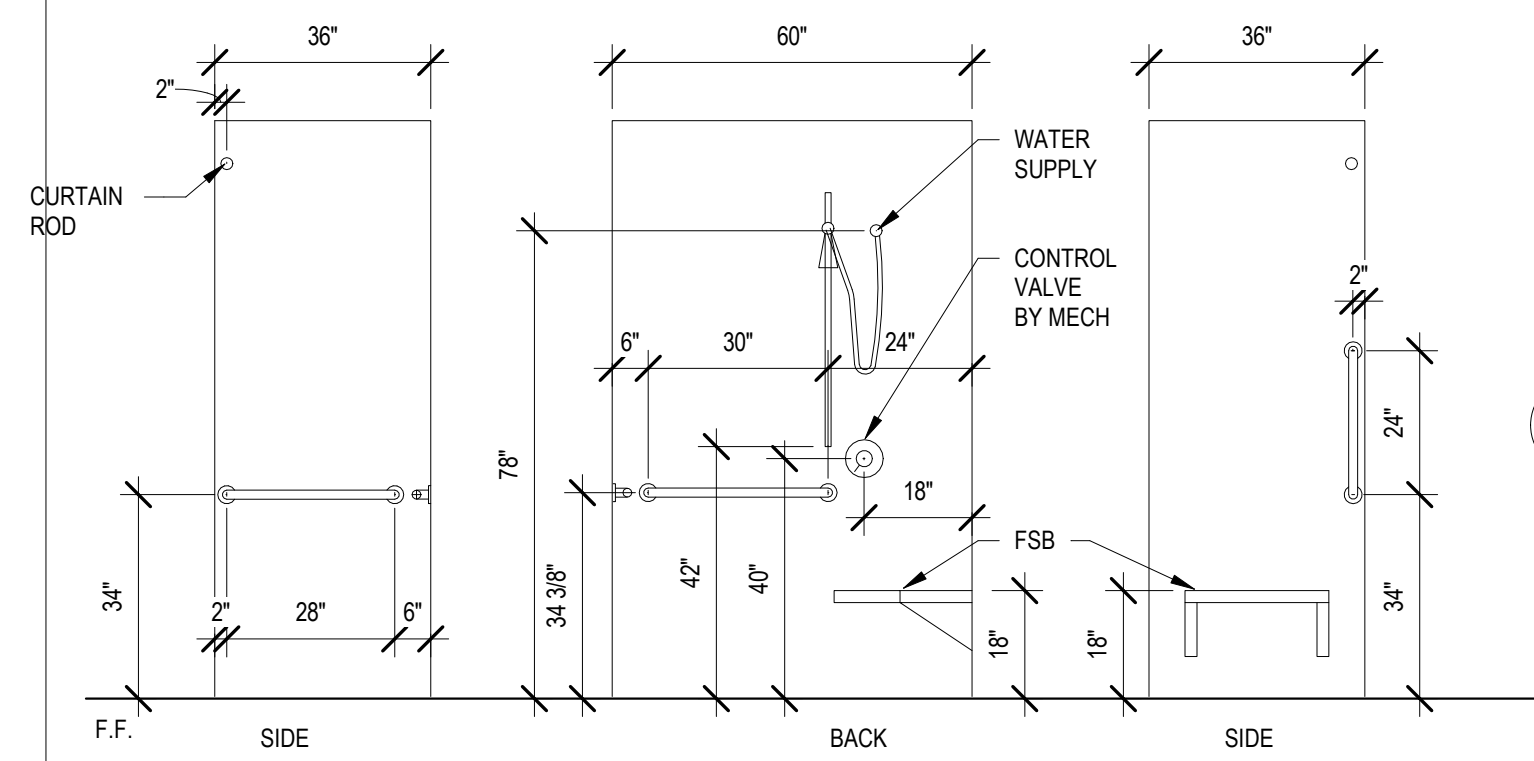 36"
60"
36"
2"
CURTAIN
ROD
WATER
SUPPLY
CONTROL
VALVE
BY MECH
2"
6"
30"
24"
24"
78"
18"
FSB
42"
40"
34 3/8"
34"
2"
28"
6"
18"
18"
34"
F.F.
SIDE
BACK
SIDE